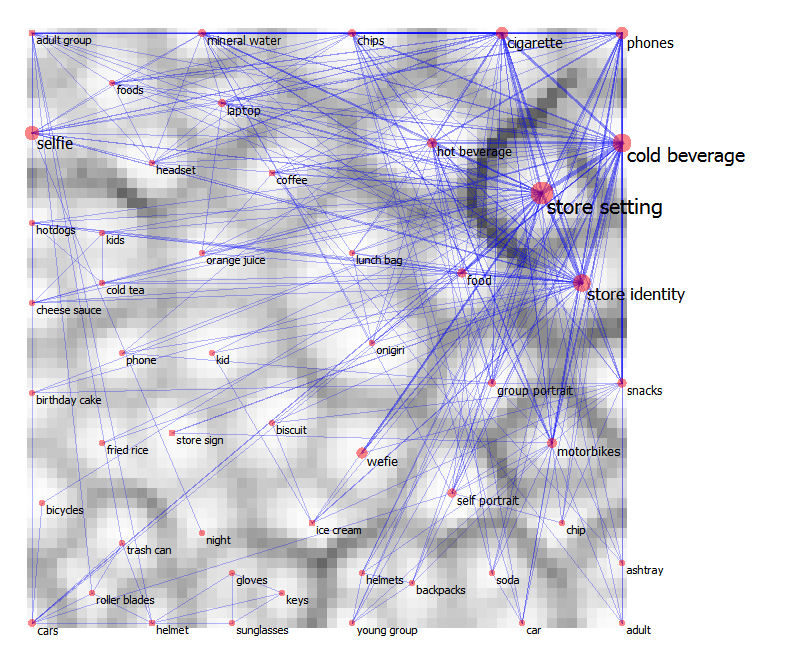 adult group
mineral water
chips
cigarette
phones
foods
laptop
selfie
hot beverage
cold beverage
headset
coffee
store setting
hotdogs
kids
orange juice
lunch bag
food
cold tea
store identity
cheese sauce
onigiri
phone
kid
group portrait
snacks
birthday cake
biscuit
store sign
fried rice
wefie
motorbikes
self portrait
bicycles
ice cream
chip
night
trash can
ashtray
gloves
helmets
soda
backpacks
roller blades
keys
cars
helmet
sunglasses
young group
car
adult